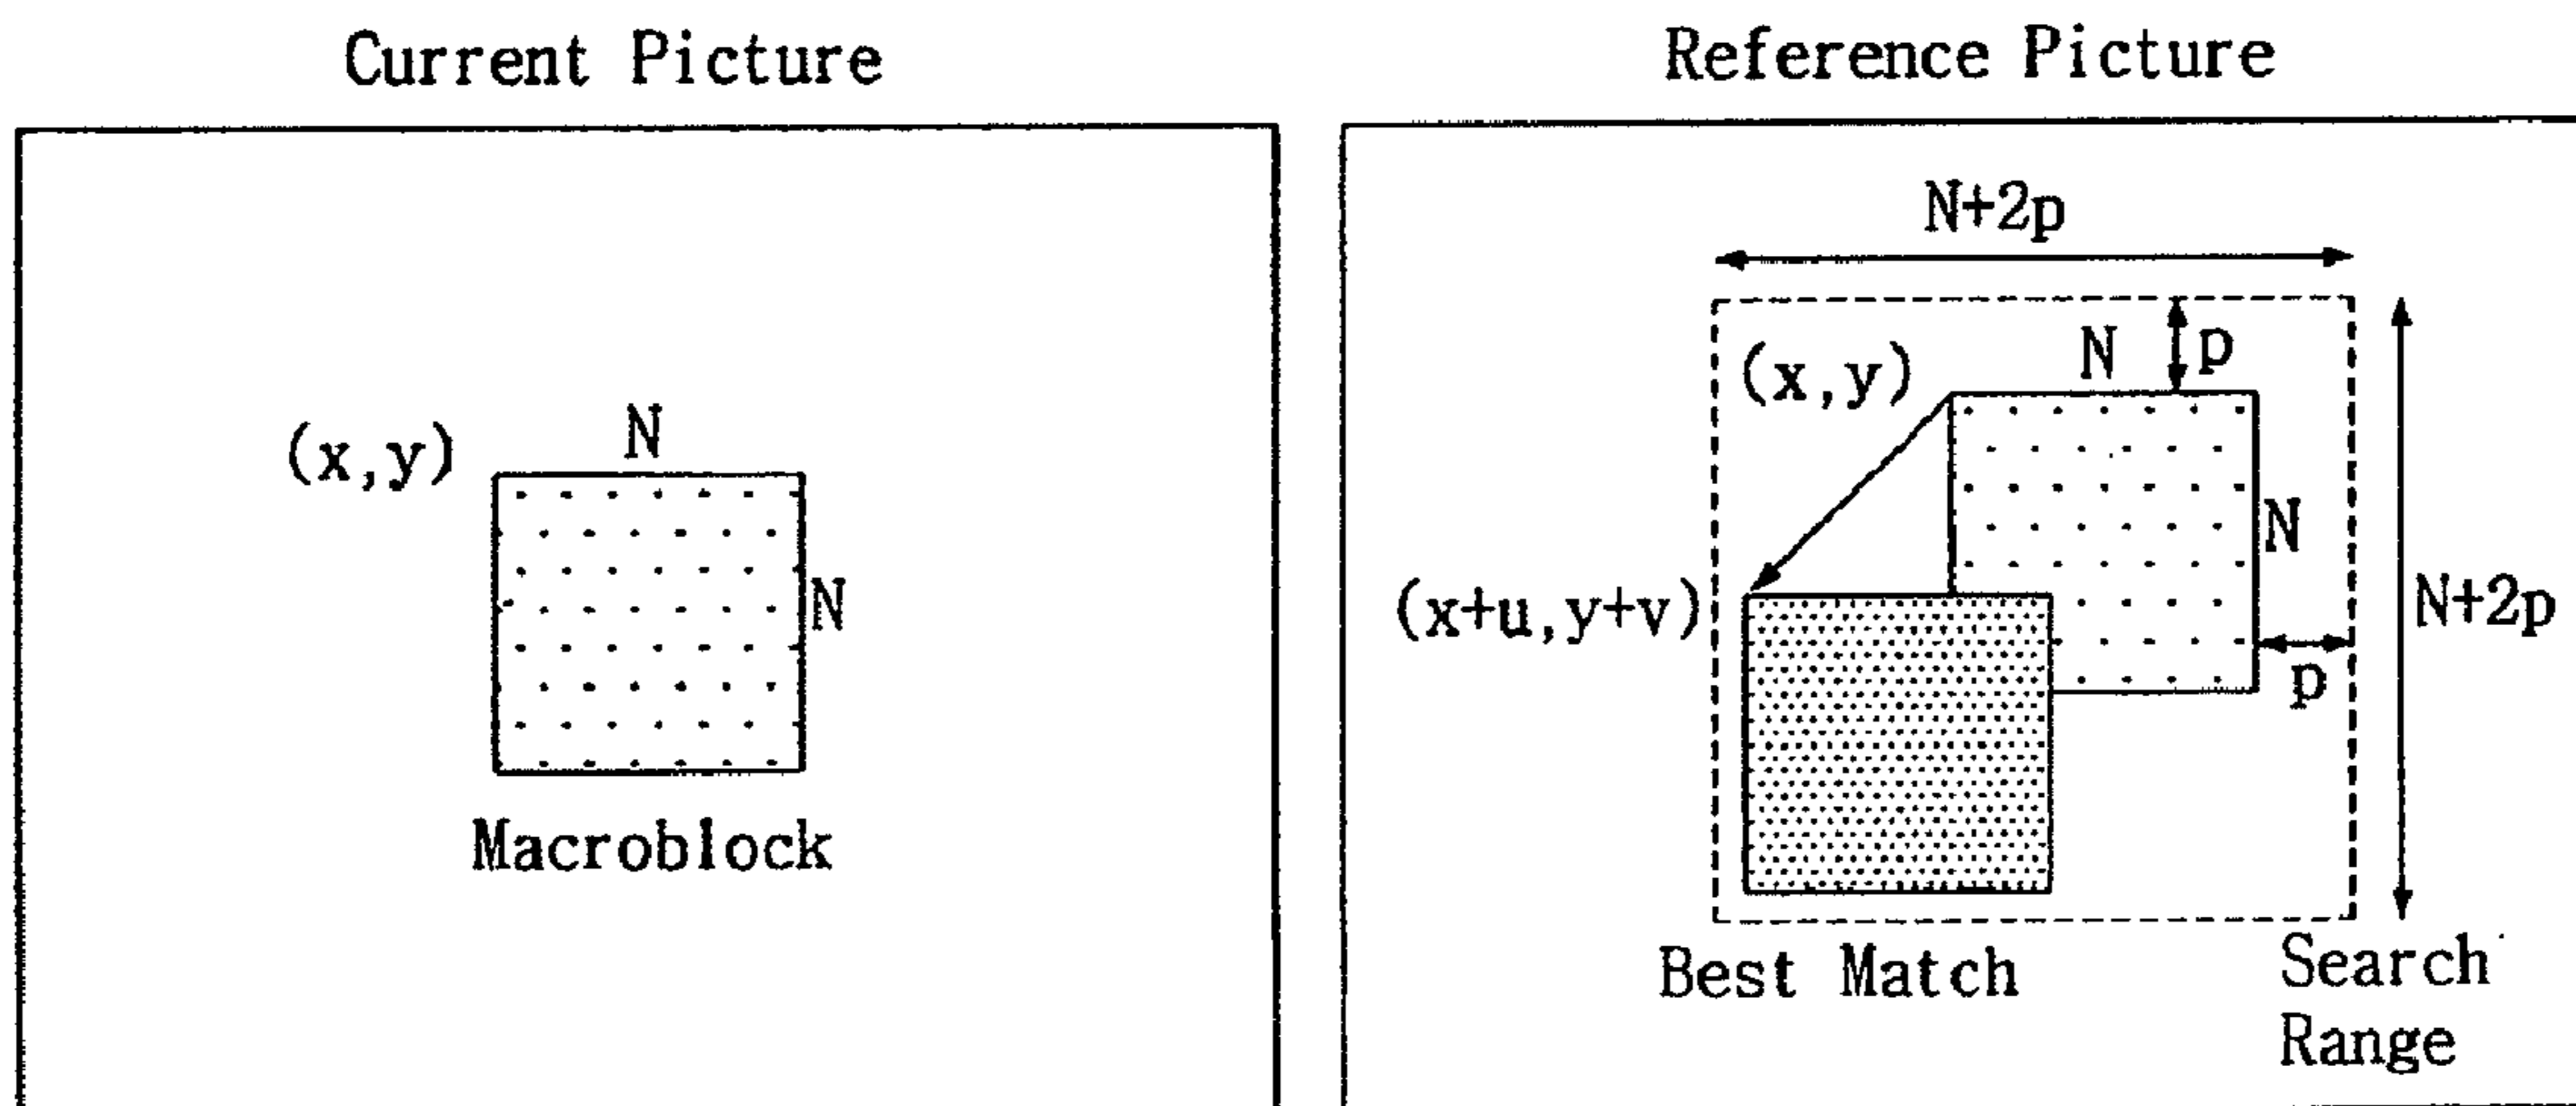 Current Picture
(x,y)
N
N
Macroblock
Reference Picture
N+2p
(x,y)
N
p
N
(x+u,y+v)
N+2p
p
Best Match
Search
Range